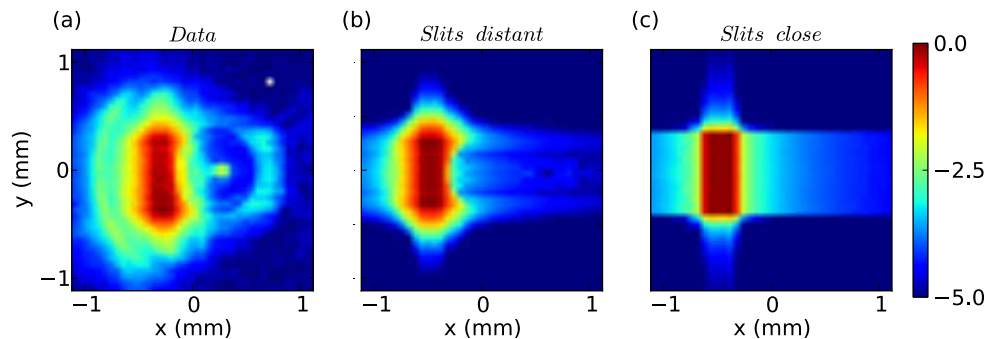 (a) Data (b) Slits distant (c) Slits close
1 0.0
y (mm) 0 −2.5
−1 −5.0
−1 0 1 −1 0 1 −1 0 1
x (mm) x (mm) x (mm)